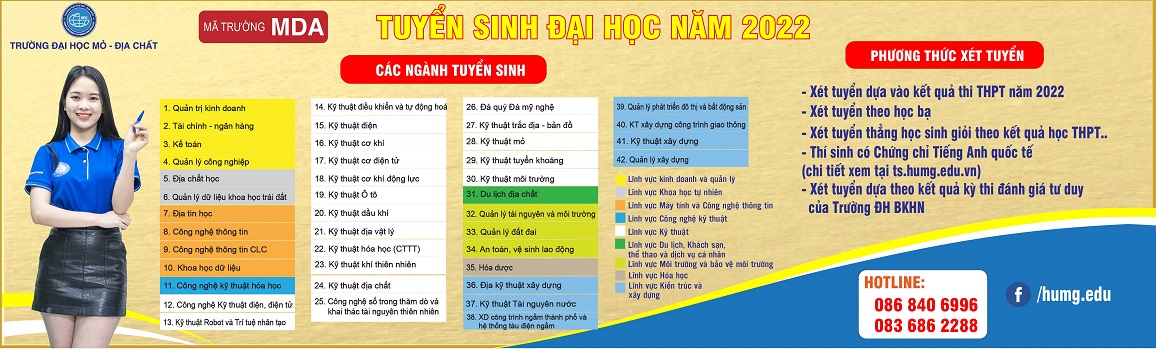 TRƯỜNG ĐẠI HỌC MỎ - ĐỊA CHẤT
MÃ TRƯỜNG MDA
TUYỂN SINH ĐẠI HỌC NĂM 2022
CÁC NGÀNH TUYỂN SINH
1. Quản trị kinh doanh
2. Tài chính - ngân hàng
3. Kế toán
4. Quản lý công nghiệp
5. Địa chất học
6. Quản lý dữ liệu khoa học trái đất
7. Địa tin học
8. Công nghệ thông tin
9. Công nghệ thông tin CLC
10. Khoa học dữ liệu
11. Công nghệ kỹ thuật hóa học
12. Công nghệ Kỹ thuật điện, điện tử
13. Kỹ thuật Robot và Trí tuệ nhân tạo
14. Kỹ thuật điều khiển và tự động hoá
15. Kỹ thuật điện
16. Kỹ thuật cơ khí
17. Kỹ thuật cơ điện tử
18. Kỹ thuật cơ khí động lực
19. Kỹ thuật Ô tô
20. Kỹ thuật dầu khí
21. Kỹ thuật địa vật lý
22. Kỹ thuật hóa học (CTTT)
23. Kỹ thuật khí thiên nhiên
24. Kỹ thuật địa chất
25. Công nghệ số trong thăm dò và
khai thác tài nguyên thiên nhiên
26. Đá quý Đá mỹ nghệ
27. Kỹ thuật trắc địa - bản đồ
28. Kỹ thuật mỏ
29. Kỹ thuật tuyển khoáng
30. Kỹ thuật môi trường
31. Du lịch địa chất
32. Quản lý tài nguyên và môi trường
33. Quản lý đất đai
34. An toàn, vệ sinh lao động
35. Hóa dược
36. Địa kỹ thuật xây dựng
37. Kỹ thuật Tài nguyên nước
38. XD công trình ngầm thành phố và
hệ thống tàu điện ngầm
39. Quản lý phát triển đô thị và bất động sản
40. KT xây dựng công trình giao thông
41. Kỹ thuật xây dựng
42. Quản lý xây dựng
Lĩnh vực kinh doanh và quản lý
Lĩnh vực Khoa học tự nhiên
Lĩnh vực Máy tính và Công nghệ thông tin
Lĩnh vực Công nghệ kỹ thuật
Lĩnh vực Kỹ thuật
Lĩnh vực Du lịch, Khách sạn,
thể thao và dịch vụ cá nhân
Lĩnh vực Môi trường và bảo vệ môi trường
Lĩnh vực Hóa học
Lĩnh vực Kiến trúc và
xây dựng
PHƯƠNG THỨC XÉT TUYỂN
- Xét tuyển dựa vào kết quả thi THPT năm 2022
- Xét tuyển theo học bạ
- Xét tuyển thẳng học sinh giỏi theo kết quả học THPT..
- Thí sinh có Chứng chỉ Tiếng Anh quốc tế
(chi tiết xem tại ts.humg.edu.vn)
- Xét tuyển dựa theo kết quả kỳ thi đánh giá tư duy
của Trường ĐH BKHN
HOTLINE:
086 840 6996
083 686 2288
f /humg.edu